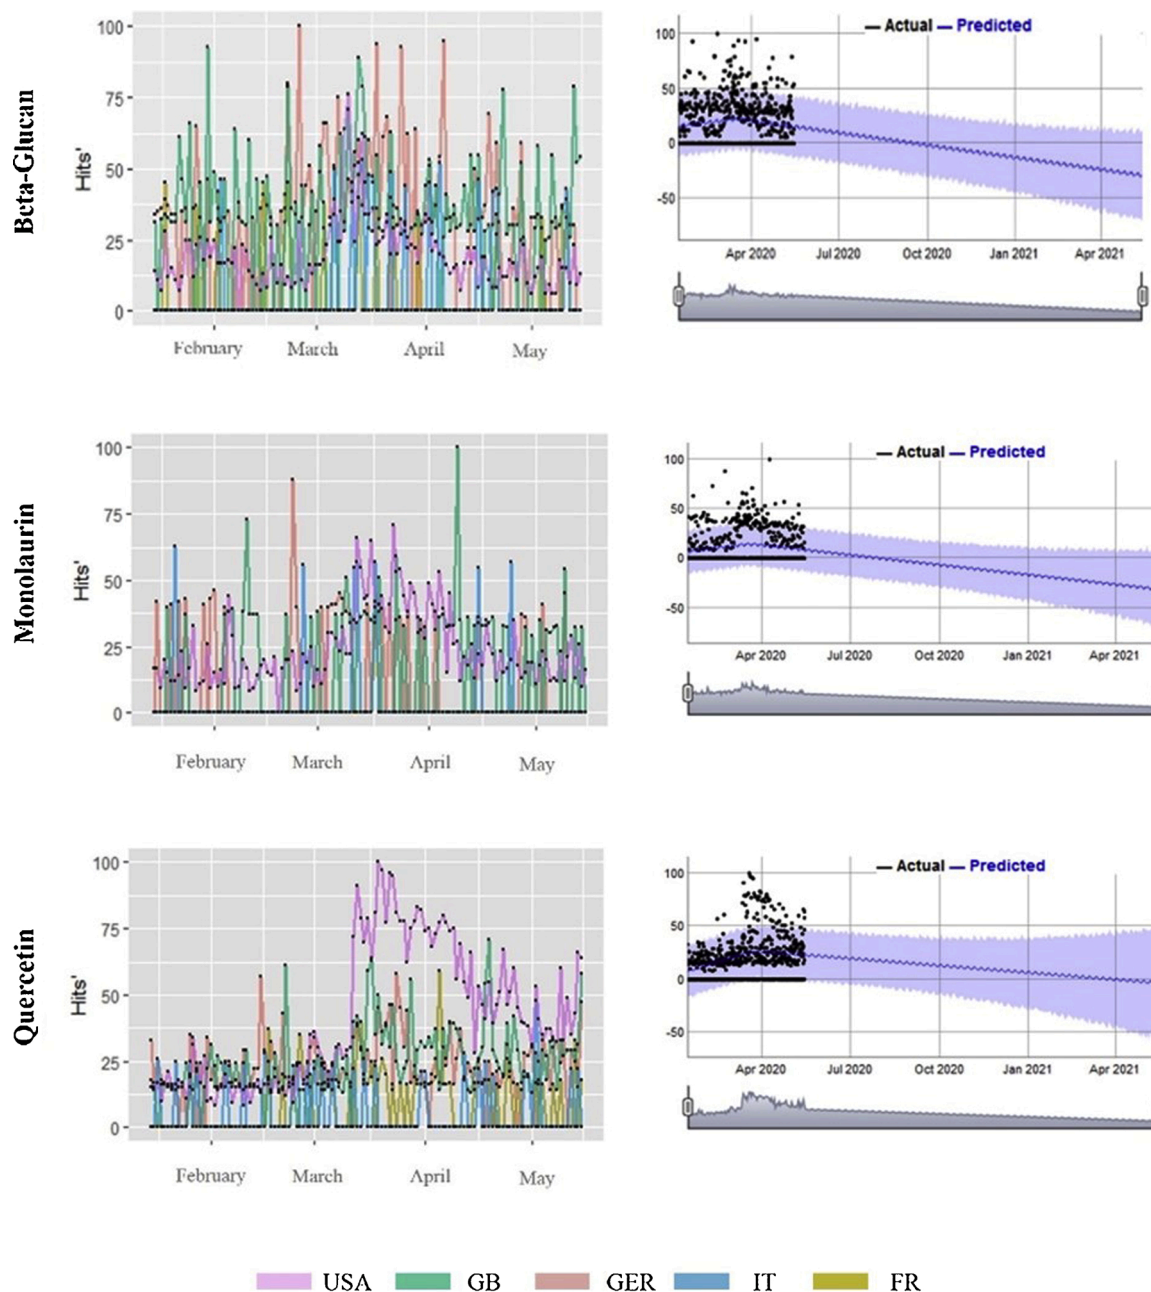 Beta-Glucan
Hits'
100
75
50
25
0
February March April May
Actual Predicted
100
50
0
-50
Apr 2020 Jul 2020 Oct 2020 Jan 2021 Apr 2021
Monolaurin
Hits'
100
75
50
25
0
February March April May
Actual Predicted
100
50
0
-50
Apr 2020 Jul 2020 Oct 2020 Jan 2021 Apr 2021
Quercetin
Hits'
100
75
50
25
0
February March April May
Actual Predicted
100
50
0
-50
Apr 2020 Jul 2020 Oct 2020 Jan 2021 Apr 2021
USA GB GER IT FR